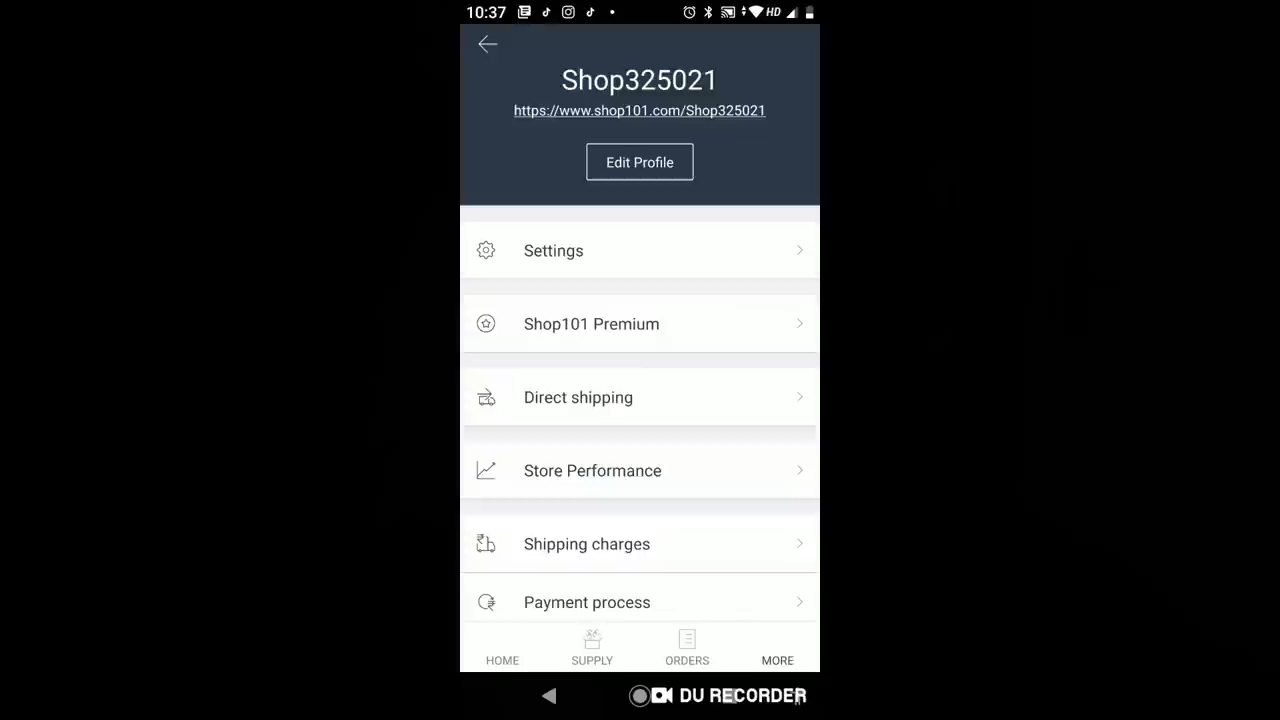 10:37 HD
Shop325021
https://www.shop101.com/Shop325021
Edit Profile
Settings
Shop101 Premium
Direct shipping
Store Performance
Shipping charges
Payment process
HOME SUPPLY ORDERS MORE
DU RECORDER